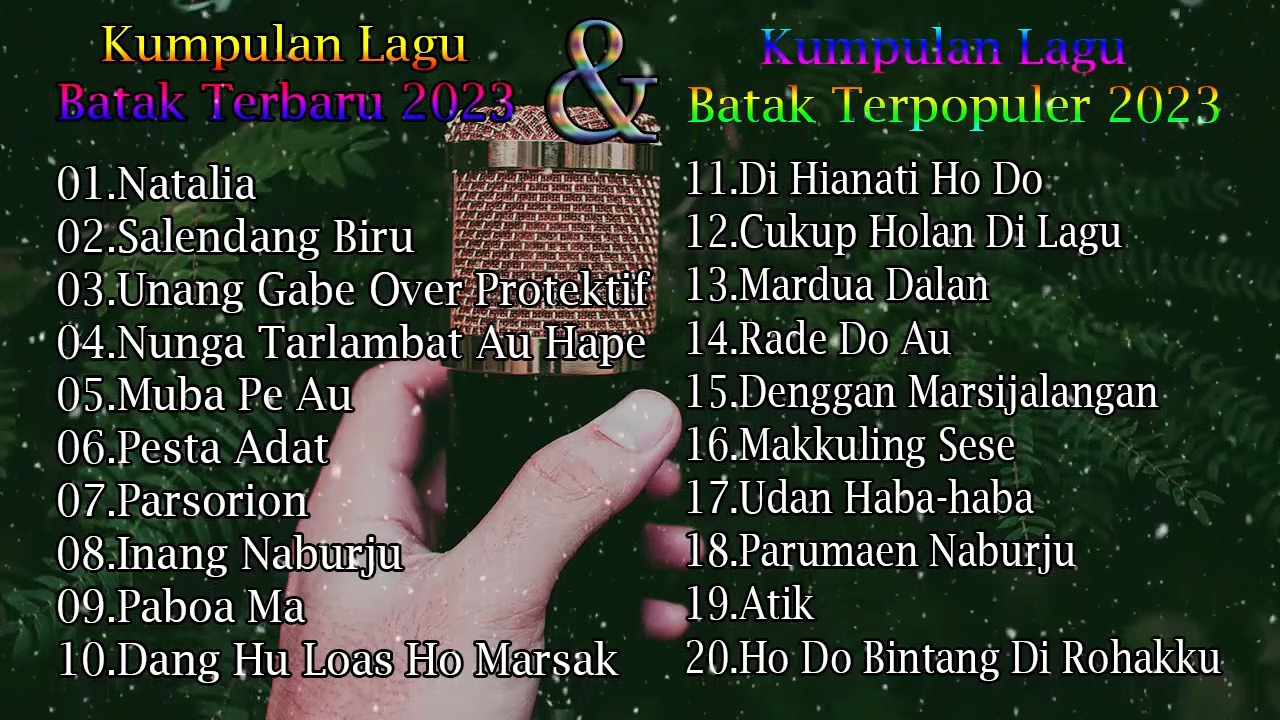 Kumpulan Lagu
Batak Terbaru 2023
&
Kumpulan Lagu
Batak Terpopuler 2023
01.Natalia
02.Salendang Biru
03.Unang Gabe Over Protektif
04.Nunga Tarlambat Au Hape
05.Muba Pe Au
06.Pesta Adat
07.Parsorion
08.Inang Naburju
09.Paboa Ma
10.Dang Hu Loas Ho Marsak
11.Di Hianati Ho Do
12.Cukup Holan Di Lagu
13.Mardua Dalan
14.Rade Do Au
15.Denggan Marsijalangan
16.Makkuling Sese
17.Udan Haba-haba
18.Parumaen Naburju
19.Atik
20.Ho Do Bintang Di Rohakku